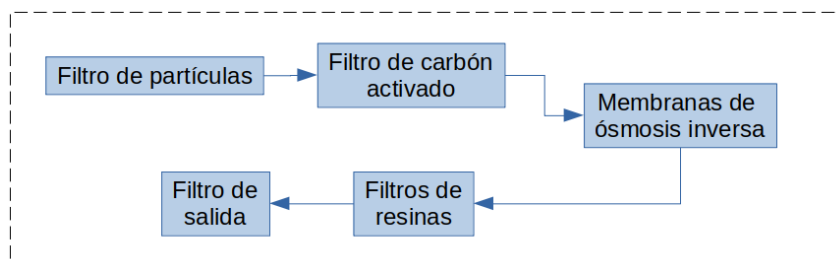 Filtro de partículas
Filtro de carbón
activado
Membranas de
ósmosis inversa
Filtros de
resinas
Filtro de
salida